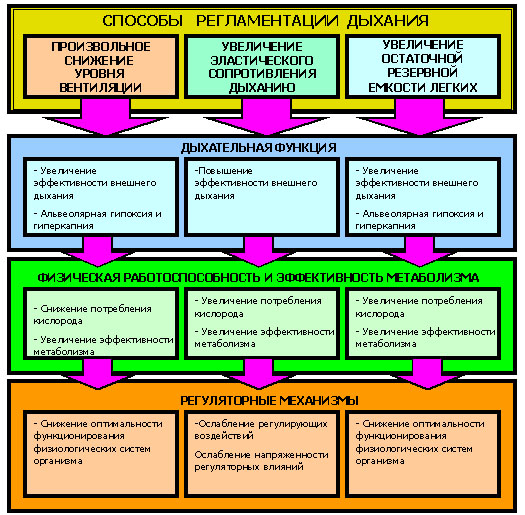 СПОСОБЫ РЕГЛАМЕНТАЦИИ ДЫХАНИЯ
ПРОИЗВОЛЬНОЕ
СНИЖЕНИЕ
УРОВНЯ
ВЕНТИЛЯЦИИ
УВЕЛИЧЕНИЕ
ЭЛАСТИЧЕСКОГО
СОПРОТИВЛЕНИЯ
ДЫХАНИЮ
УВЕЛИЧЕНИЕ
ОСТАТОЧНОЙ
РЕЗЕРВНОЙ
ЕМКОСТИ ЛЕГКИХ
ДЫХАТЕЛЬНАЯ ФУНКЦИЯ
- Увеличение
эффективности внешнего
дыхания
- Альвеолярная гипоксия и
гиперкапния
-Повышение
эффективности внешнего
дыхания
- Увеличение
эффективности внешнего
дыхания
- Альвеолярная гипоксия и
гиперкапния
ФИЗИЧЕСКАЯ РАБОТОСПОСОБНОСТЬ И ЭФФЕКТИВНОСТЬ МЕТАБОЛИЗМА
- Снижение потребления
кислорода
- Увеличение эффективности
метаболизма
- Увеличение потребления
кислорода
- Увеличение эффективности
метаболизма
- Увеличение потребления
кислорода
- Увеличение эффективности
метаболизма
РЕГУЛЯТОРНЫЕ МЕХАНИЗМЫ
- Снижение оптимальности
функционирования
физиологических систем
организма
-Ослабление регулирующих
воздействий
Ослабление напряженности
регуляторных влияний
- Снижение оптимальности
функционирования
физиологических систем
организма